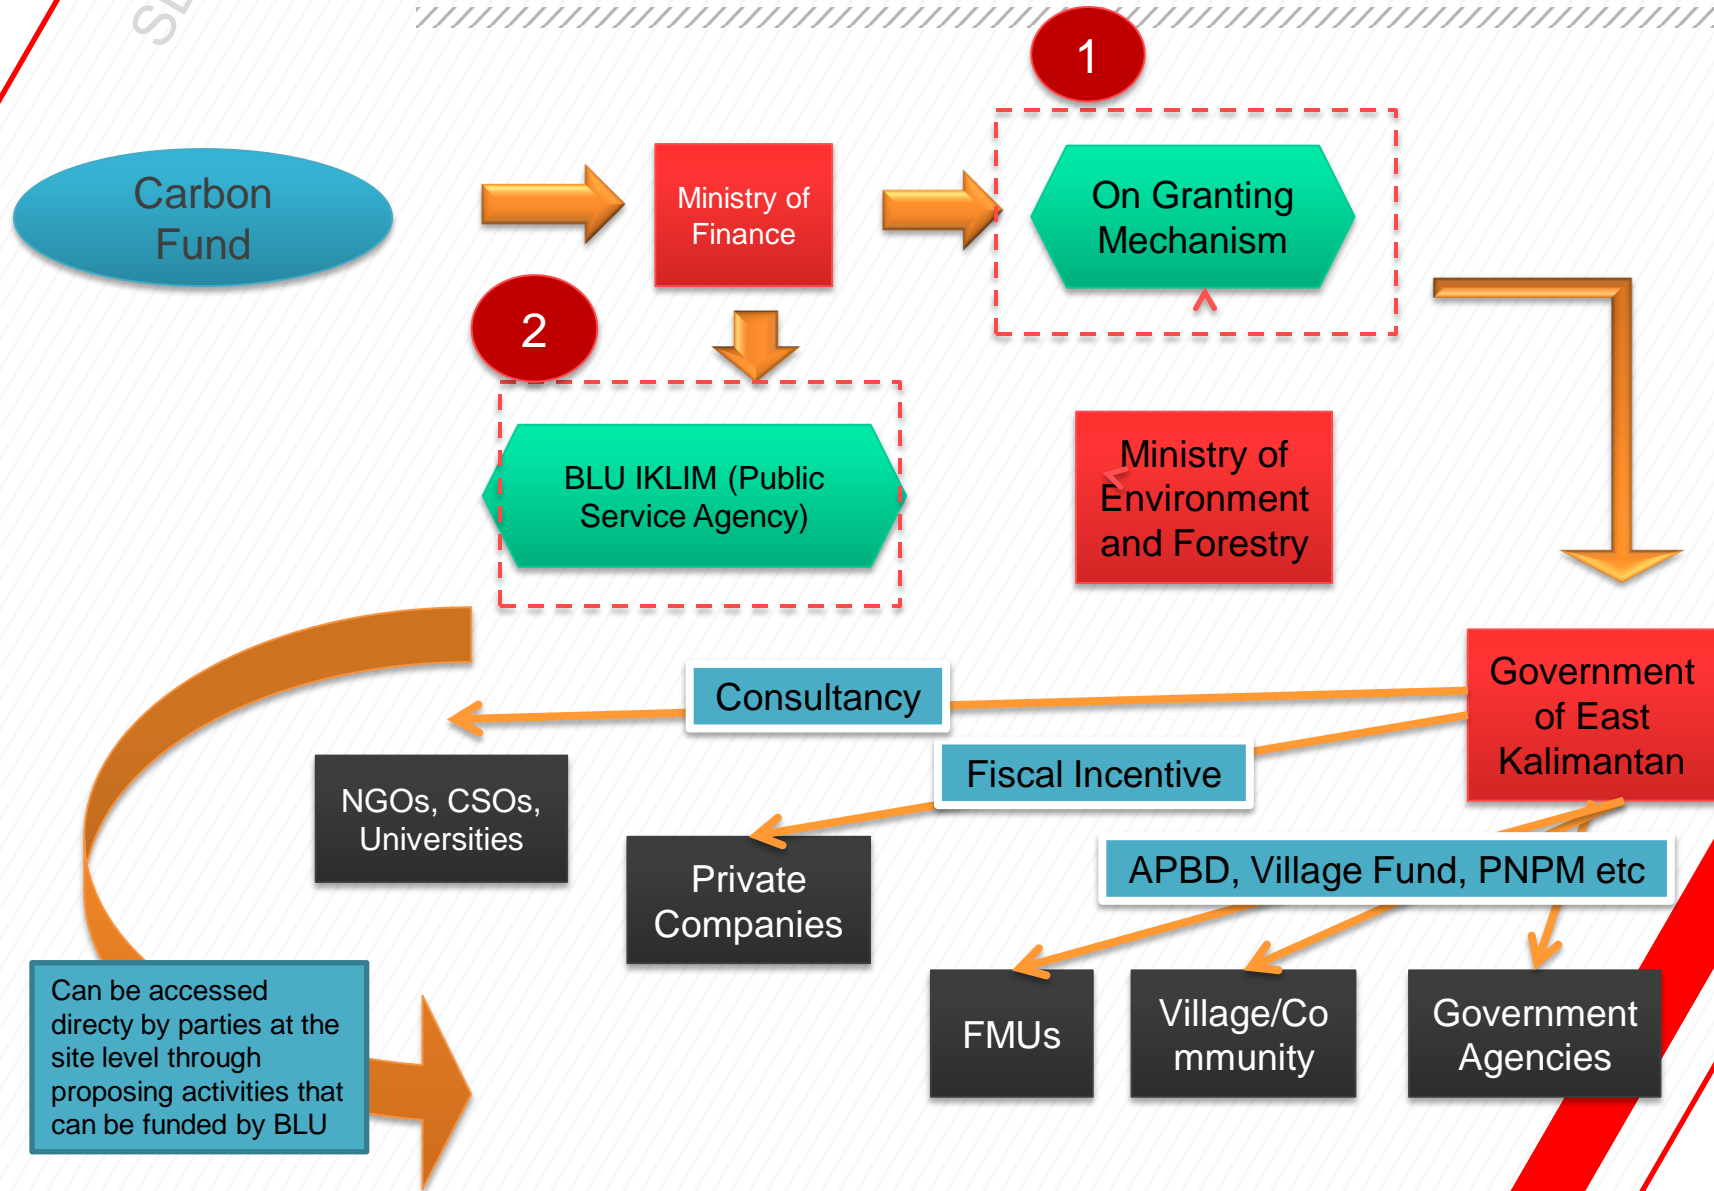 1
Carbon
Fund
Ministry of
Finance
On Granting
Mechanism
2
BLU IKLIM (Public
Service Agency)
Ministry of
Environment
and Forestry
Government
of East
Kalimantan
Consultancy
Fiscal Incentive
NGOs, CSOs,
Universities
Private
Companies
APBD, Village Fund, PNPM etc
FMUs
Village/Co
mmunity
Government
Agencies
Can be accessed
directy by parties at the
site level through
proposing activities that
can be funded by BLU